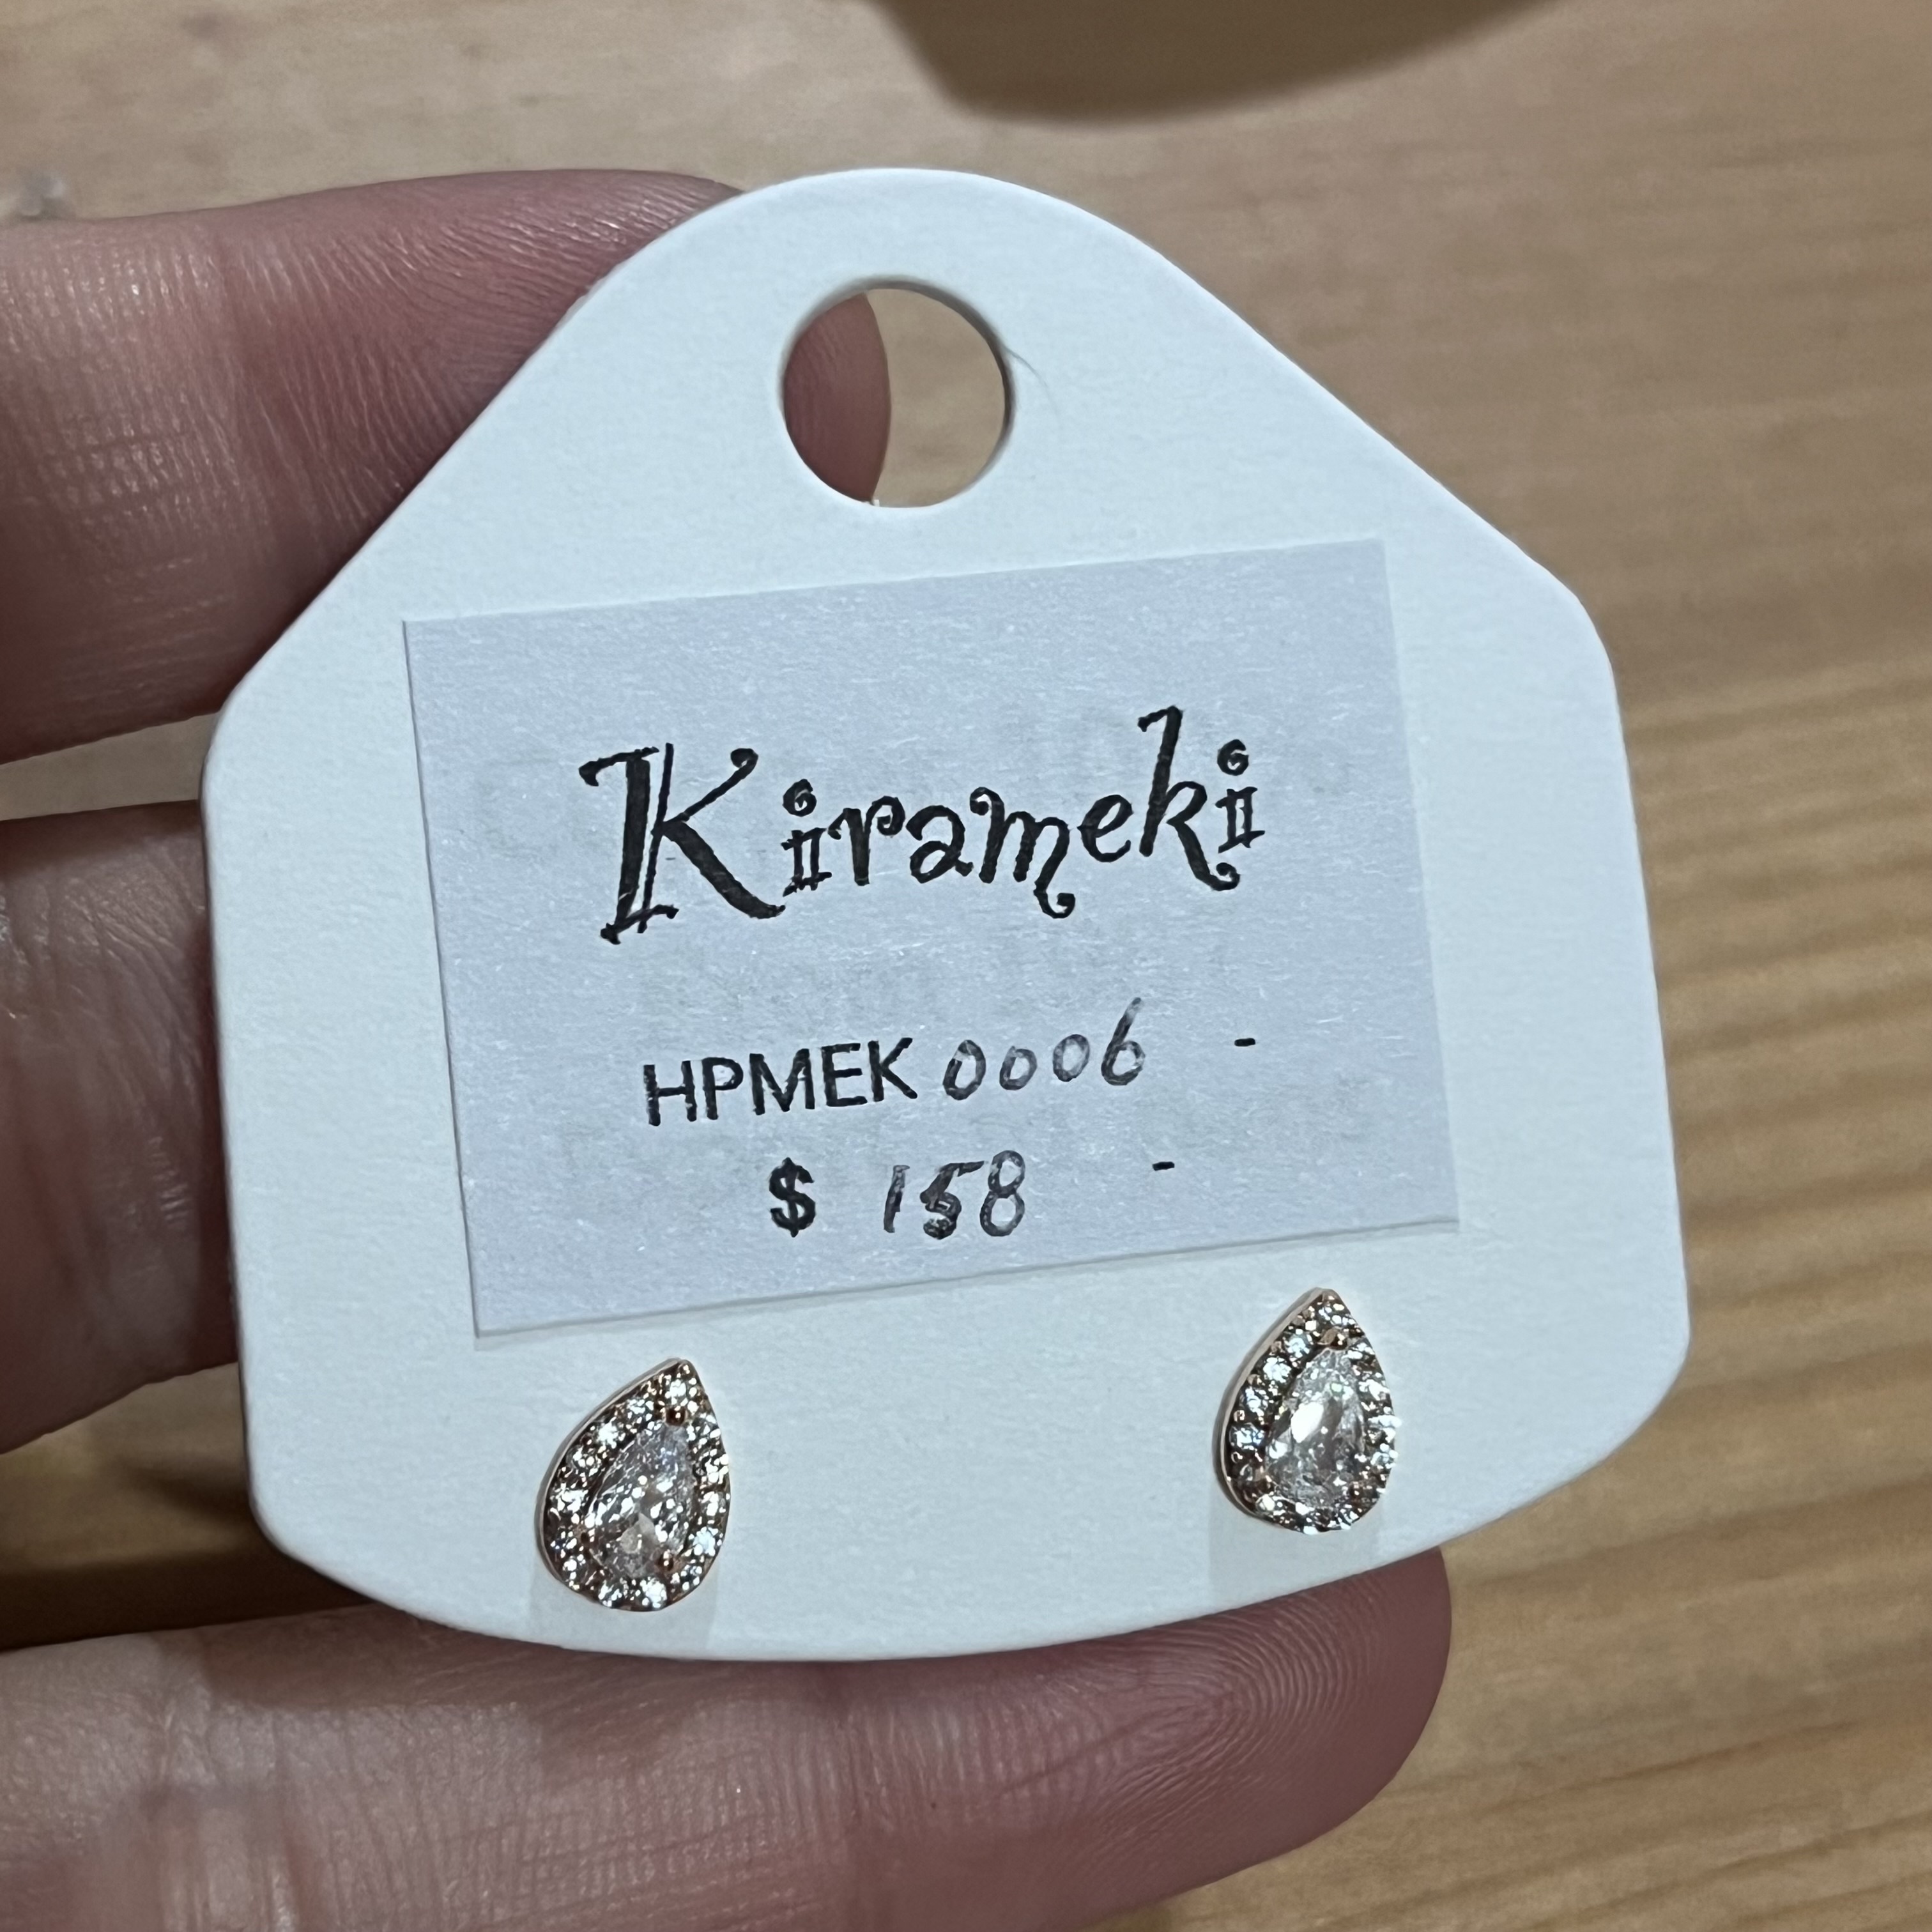 Kirameki
HPMEK 0006 -
$ 158 -